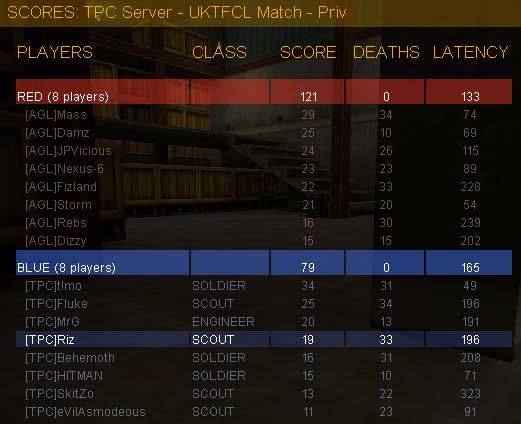 SCORES: TPC Server - UKTFCL Match - Priv
PLAYERS CLASS SCORE DEATHS LATENCY
RED (8 players) 121 0 133
[AGL]Mass 29 34 74
[AGL]Damz 25 10 69
[AGL]JPVicious 24 26 115
[AGL]Nexus-6 23 23 89
[AGL]Fizland 22 33 228
[AGL]Storm 21 20 54
[AGL]Rebs 16 30 239
[AGL]Dizzy 15 15 202
BLUE (8 players) 79 0 165
[TPC]t!mo SOLDIER 34 31 49
[TPC]Fluke SCOUT 25 34 196
[TPC]MrG ENGINEER 20 13 191
[TPC]Riz SCOUT 19 33 196
[TPC]Behemoth SOLDIER 16 31 208
[TPC]HITMAN SOLDIER 15 10 71
[TPC]SkitZo SCOUT 13 22 323
[TPC]eVilAsmodeous SCOUT 11 23 91